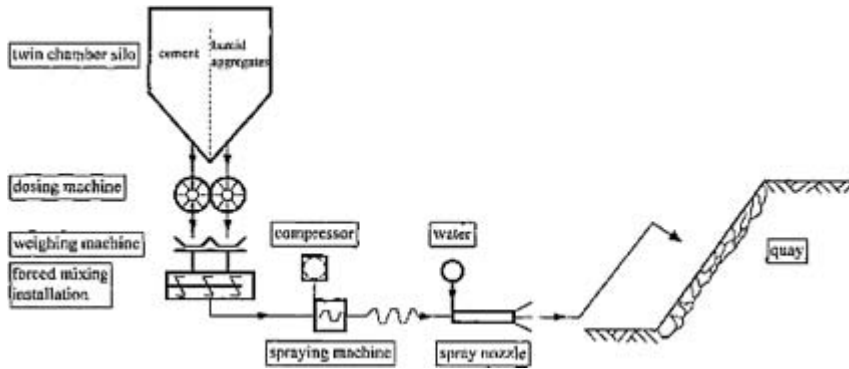 twin chamber silo
cement
humid
aggregates
dosing machine
weighing machine
forced mixing
installation
compressor
water
spraying machine
spray nozzle
quay